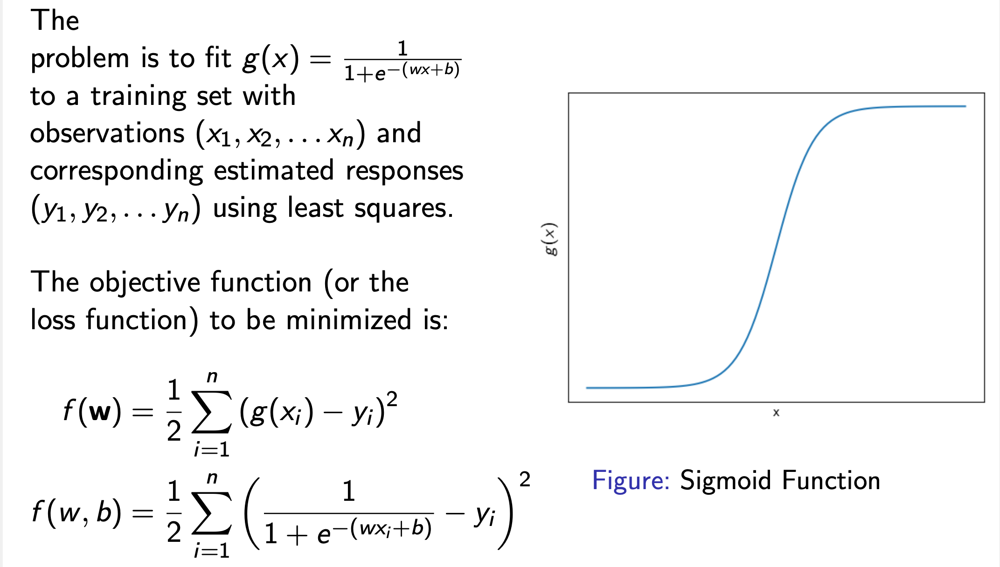 The
problem is to fit g(x) = \frac{1}{1+e^{-(wx+b)}}
to a training set with
observations (x_1, x_2, . . . x_n) and
corresponding estimated responses
(y_1, y_2, . . . y_n) using least squares.
The objective function (or the
loss function) to be minimized is:
f(\mathbf{w}) = \frac{1}{2} \sum_{i=1}^{n} (g(x_i) − y_i)^2
f(w, b) = \frac{1}{2} \sum_{i=1}^{n} \left( \frac{1}{1 + e^{-(wx_i+b)}} − y_i \right)^2
g(x)
x
Figure: Sigmoid Function